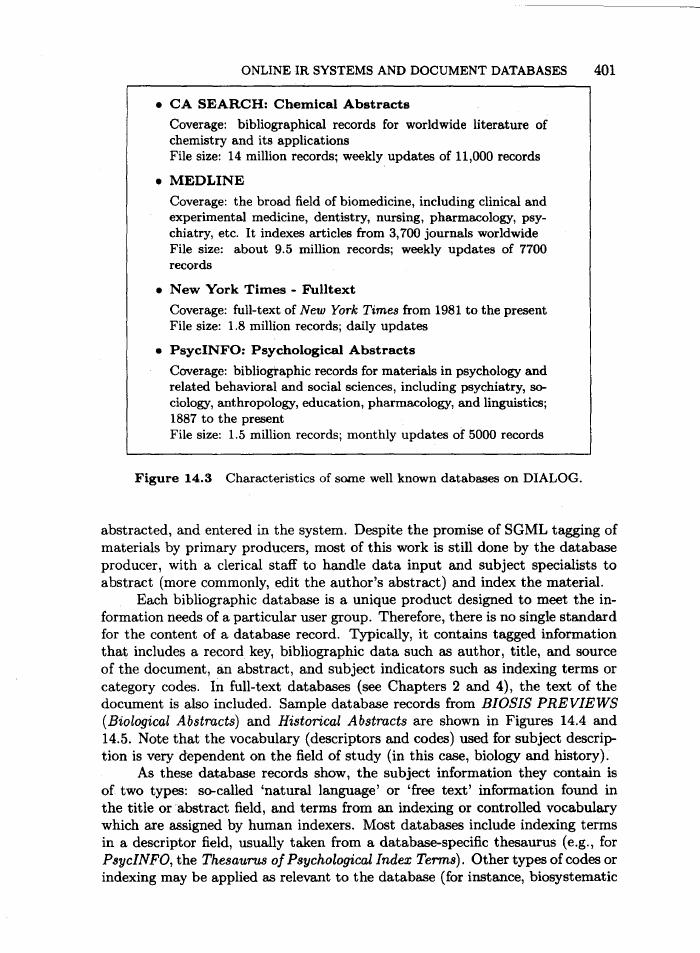 ONLINE IR SYSTEMS AND DOCUMENT DATABASES 401
• CA SEARCH: Chemical Abstracts
Coverage: bibliographical records for worldwide literature of
chemistry and its applications
File size: 14 million records; weekly updates of 11,000 records
• MEDLINE
Coverage: the broad field of biomedicine, including clinical and
experimental medicine, dentistry, nursing, pharmacology, psy-
chiatry, etc. It indexes articles from 3,700 journals worldwide
File size: about 9.5 million records; weekly updates of 7700
records
• New York Times - Fulltext
Coverage: full-text of New York Times from 1981 to the present
File size: 1.8 million records; daily updates
• PsycINFO: Psychological Abstracts
Coverage: bibliographic records for materials in psychology and
related behavioral and social sciences, including psychiatry, so-
ciology, anthropology, education, pharmacology, and linguistics;
1887 to the present
File size: 1.5 million records; monthly updates of 5000 records
Figure 14.3 Characteristics of some well known databases on DIALOG.
abstracted, and entered in the system. Despite the promise of SGML tagging of
materials by primary producers, most of this work is still done by the database
producer, with a clerical staff to handle data input and subject specialists to
abstract (more commonly, edit the author's abstract) and index the material.
Each bibliographic database is a unique product designed to meet the in-
formation needs of a particular user group. Therefore, there is no single standard
for the content of a database record. Typically, it contains tagged information
that includes a record key, bibliographic data such as author, title, and source
of the document, an abstract, and subject indicators such as indexing terms or
category codes. In full-text databases (see Chapters 2 and 4), the text of the
document is also included. Sample database records from BIOSIS PREVIEWS
(Biological Abstracts) and Historical Abstracts are shown in Figures 14.4 and
14.5. Note that the vocabulary (descriptors and codes) used for subject descrip-
tion is very dependent on the field of study (in this case, biology and history).
As these database records show, the subject information they contain is
of two types: so-called 'natural language' or 'free text' information found in
the title or abstract field, and terms from an indexing or controlled vocabulary
which are assigned by human indexers. Most databases include indexing terms
in a descriptor field, usually taken from a database-specific thesaurus (e.g., for
PsycINFO, the Thesaurus of Psychological Index Terms). Other types of codes or
indexing may be applied as relevant to the database (for instance, biosystematic